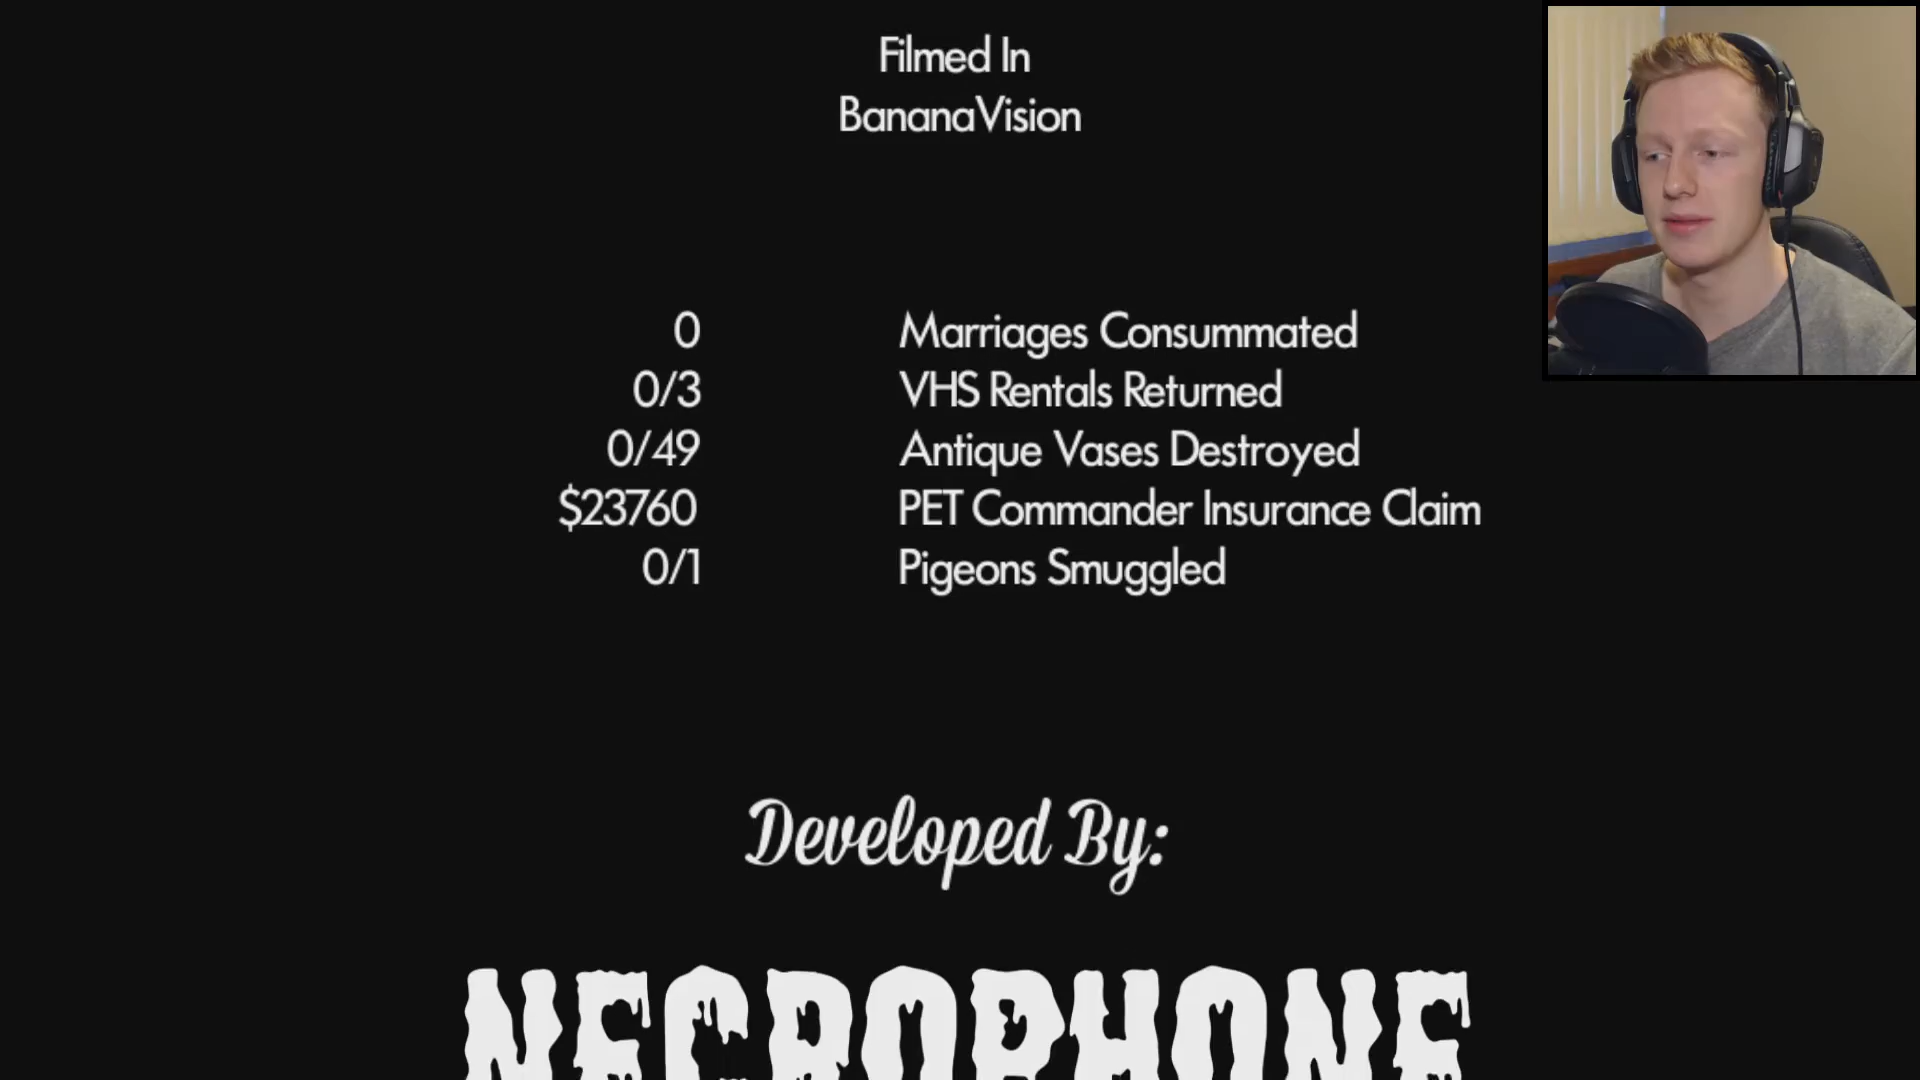 Filmed In
BananaVision
0 Marriages Consummated
0/3 VHS Rentals Returned
0/49 Antique Vases Destroyed
$23760 PET Commander Insurance Claim
0/1 Pigeons Smuggled
Developed By:
NECROPHONE